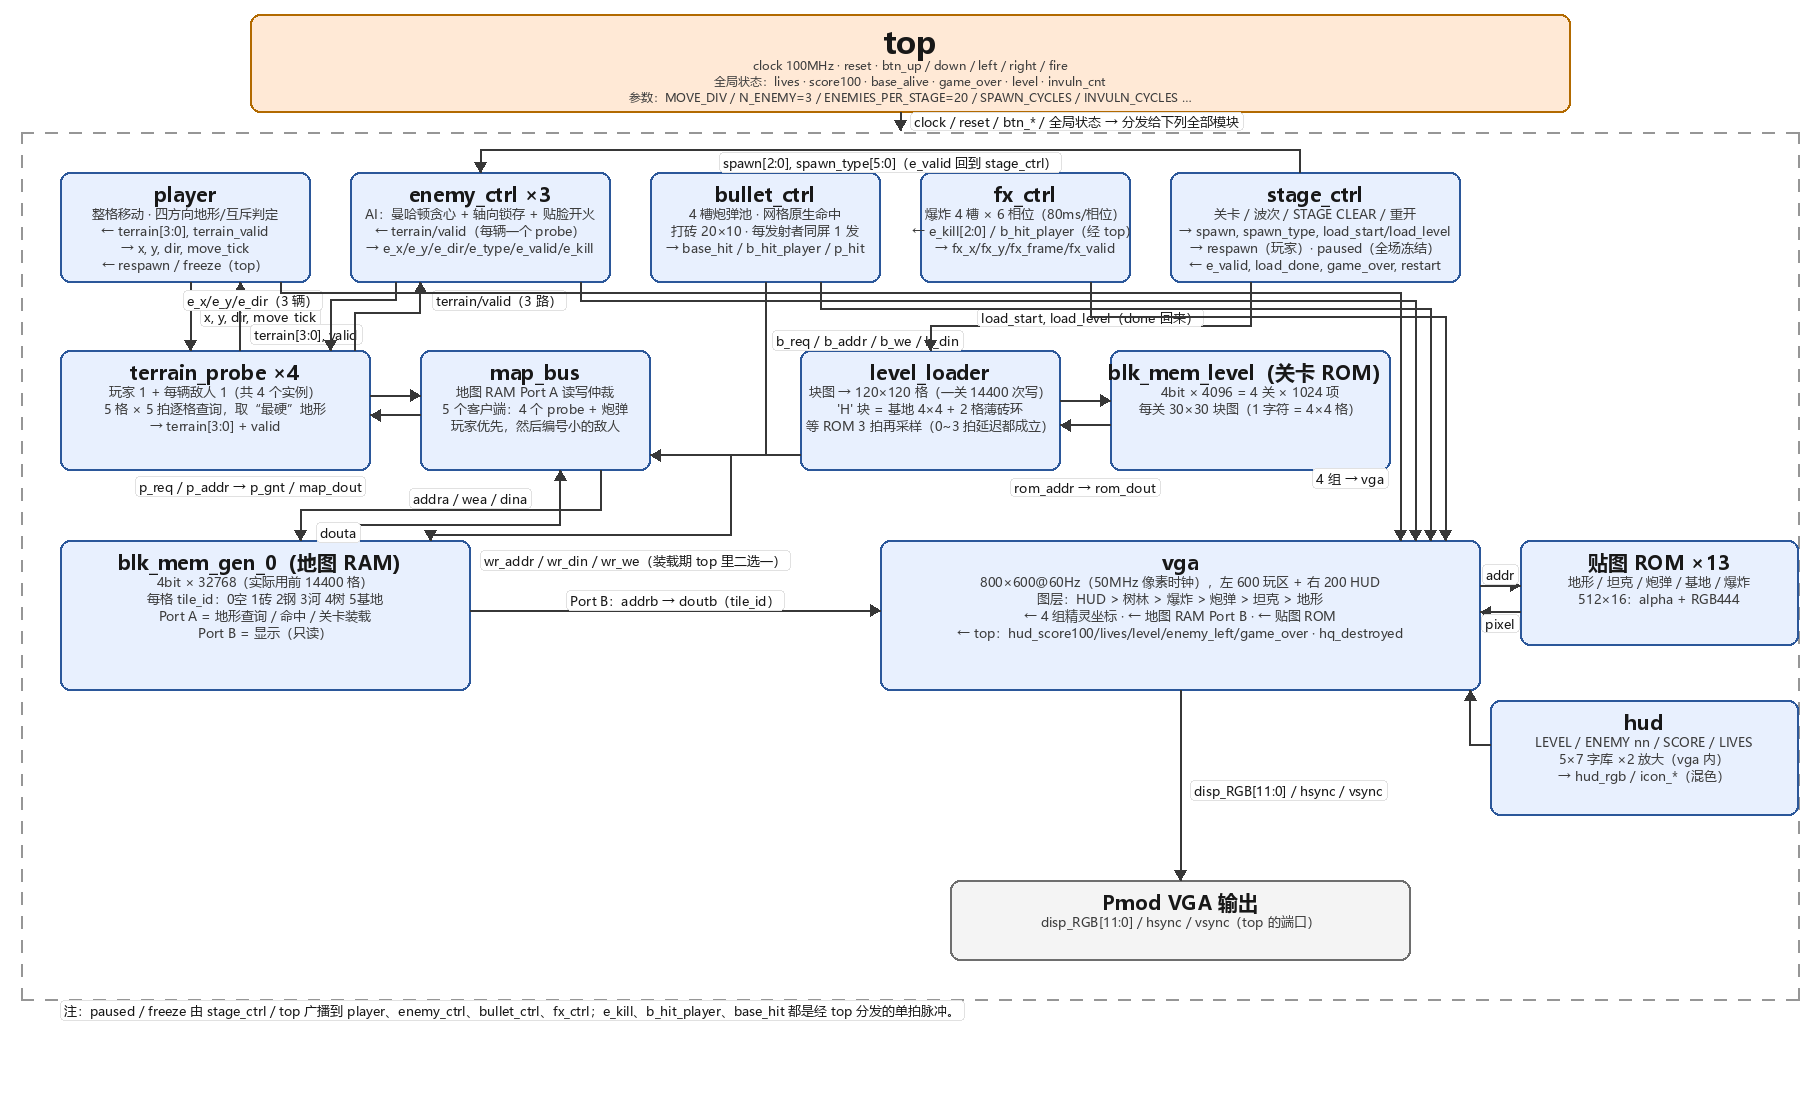 top
clock 100MHz · reset · btn_up / down / left / right / fire
全局状态：lives · score100 · base_alive · game_over · level · invuln_cnt
参数：MOVE_DIV / N_ENEMY=3 / ENEMIES_PER_STAGE=20 / SPAWN_CYCLES / INVULN_CYCLES …
clock / reset / btn_* / 全局状态 → 分发给下列全部模块
spawn[2:0], spawn_type[5:0]（e_valid 回到 stage_ctrl）
player
整格移动 · 四方向地形/互斥判定
← terrain[3:0], terrain_valid
→ x, y, dir, move_tick
← respawn / freeze（top）
enemy_ctrl ×3
AI：曼哈顿贪心 + 轴向锁存 + 贴脸开火
← terrain/valid（每辆一个 probe）
→ e_x/e_y/e_dir/e_type/e_valid/e_kill
bullet_ctrl
4 槽炮弹池 · 网格原生命中
打砖 20×10 · 每发射者同屏 1 发
→ base_hit / b_hit_player / p_hit
fx_ctrl
爆炸 4 槽 × 6 相位（80ms/相位）
← e_kill[2:0] / b_hit_player（经 top）
→ fx_x/fx_y/fx_frame/fx_valid
stage_ctrl
关卡 / 波次 / STAGE CLEAR / 重开
→ spawn, spawn_type, load_start/load_level
→ respawn（玩家）· paused（全场冻结）
← e_valid, load_done, game_over, restart
e_x/e_y/e_dir（3 辆）
x, y, dir, move_tick
terrain[3:0], valid
terrain/valid（3 路）
load_start, load_level（done 回来）
b_req / b_addr / b_we / b_din
terrain_probe ×4
玩家 1 + 每辆敌人 1（共 4 个实例）
5 格 × 5 拍逐格查询，取“最硬”地形
→ terrain[3:0] + valid
map_bus
地图 RAM Port A 读写仲裁
5 个客户端：4 个 probe + 炮弹
玩家优先，然后编号小的敌人
level_loader
块图 → 120×120 格（一关 14400 次写）
'H' 块 = 基地 4×4 + 2 格薄砖环
等 ROM 3 拍再采样（0~3 拍延迟都成立）
blk_mem_level（关卡 ROM）
4bit × 4096 = 4 关 × 1024 项
每关 30×30 块图（1 字符 = 4×4 格）
p_req / p_addr → p_gnt / map_dout
addra / wea / dina
rom_addr → rom_dout
4 组 → vga
douta
blk_mem_gen_0（地图 RAM）
4bit × 32768（实际用前 14400 格）
每格 tile_id：0空 1砖 2钢 3河 4树 5基地
Port A = 地形查询 / 命中 / 关卡装载
Port B = 显示（只读）
wr_addr / wr_din / wr_we（装载期 top 里二选一）
Port B：addrb → doutb（tile_id）
vga
800×600@60Hz（50MHz 像素时钟），左 600 玩区 + 右 200 HUD
图层：HUD > 树林 > 爆炸 > 炮弹 > 坦克 > 地形
← 4 组精灵坐标 · ← 地图 RAM Port B · ← 贴图 ROM
← top：hud_score100/lives/level/enemy_left/game_over · hq_destroyed
addr
pixel
贴图 ROM ×13
地形 / 坦克 / 炮弹 / 基地 / 爆炸
512×16：alpha + RGB444
hud
LEVEL / ENEMY nn / SCORE / LIVES
5×7 字库 ×2 放大（vga 内）
→ hud_rgb / icon_*（混色）
disp_RGB[11:0] / hsync / vsync
Pmod VGA 输出
disp_RGB[11:0] / hsync / vsync（top 的端口）
注：paused / freeze 由 stage_ctrl / top 广播到 player、enemy_ctrl、bullet_ctrl、fx_ctrl；e_kill、b_hit_player、base_hit 都是经 top 分发的单拍脉冲。